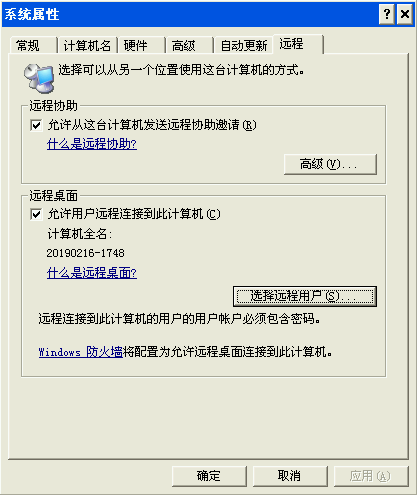 系统属性
常规
计算机名
硬件
高级
自动更新
远程
选择可以从另一个位置使用这台计算机的方式。
远程协助
允许从这台计算机发送远程协助邀请(R)
什么是远程协助?
高级(V)...
远程桌面
允许用户远程连接到此计算机(C)
计算机全名:
20190216-1748
什么是远程桌面?
选择远程用户(S)...
远程连接到此计算机的用户的用户帐户必须包含密码。
Windows 防火墙将配置为允许远程桌面连接到此计算机。
确定
取消
应用(A)